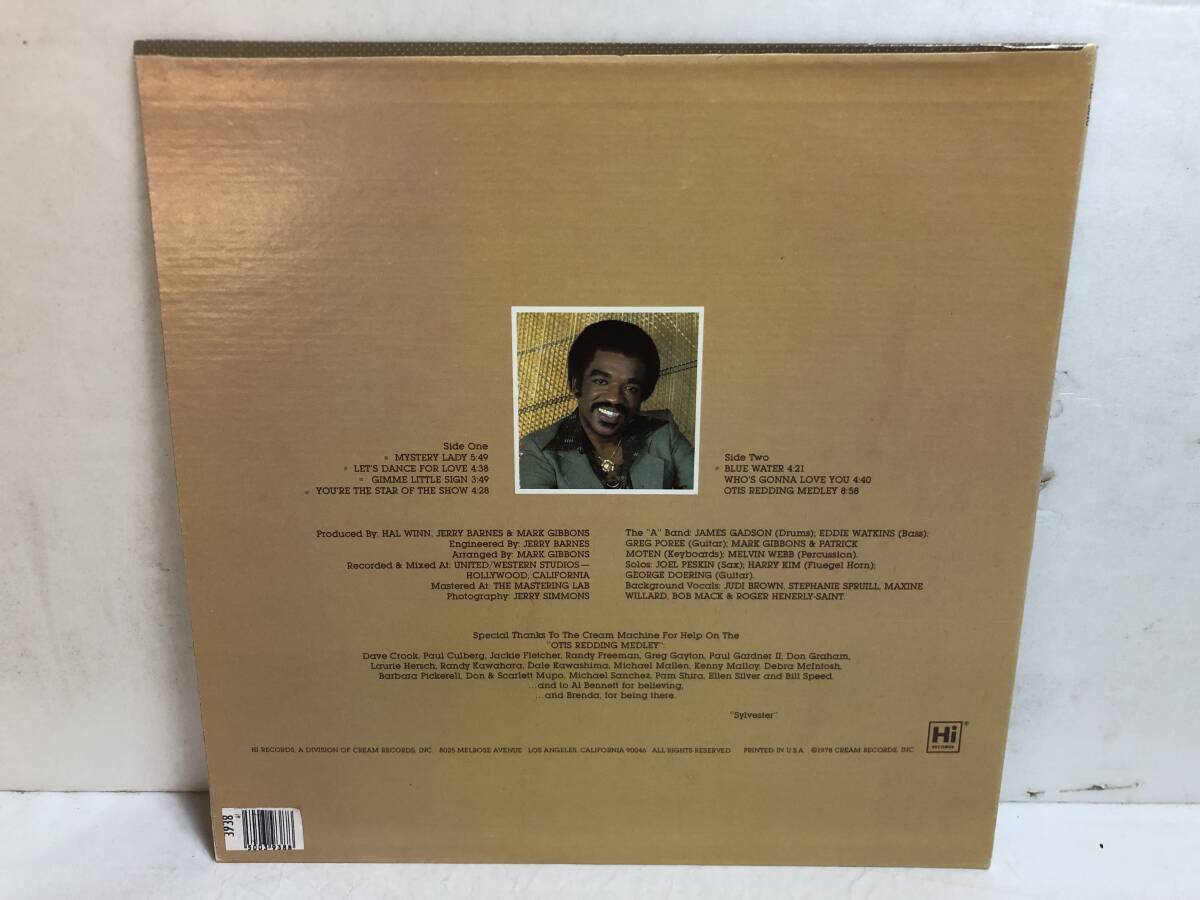 Side One
MYSTERY LADY 5:49
LET'S DANCE FOR LOVE 4:38
GIMME LITTLE SIGN 3:49
YOU'RE THE STAR OF THE SHOW 4:28
Side Two
BLUE WATER 4:21
WHO'S GONNA LOVE YOU 4:40
OTIS REDDING MEDLEY 8:58
Produced By: HAL WINN, JERRY BARNES & MARK GIBBONS
Engineered By: JERRY BARNES
Arranged By: MARK GIBBONS
Recorded & Mixed At: UNITED/WESTERN STUDIOS—
HOLLYWOOD, CALIFORNIA
Mastered At: THE MASTERING LAB
Photography: JERRY SIMMONS
The "A" Band: JAMES GADSON (Drums); EDDIE WATKINS (Bass);
GREG POREE (Guitar); MARK GIBBONS & PATRICK
MOTEN (Keyboards); MELVIN WEBB (Percussion).
Solos: JOEL PESKIN (Sax); HARRY KIM (Fluegel Horn);
GEORGE DOERING (Guitar).
Background Vocals: JUDI BROWN, STEPHANIE SPRUILL, MAXINE
WILLARD, BOB MACK & ROGER HENERLY-SAINT.
Special Thanks To The Cream Machine For Help On The
"OTIS REDDING MEDLEY":
Dave Crook, Paul Culberg, Jackie Fletcher, Randy Freeman, Greg Gayton, Paul Gardner II, Don Graham,
Laurie Hersch, Randy Kawahara, Dale Kawashima, Michael Mallen, Kenny Malloy, Debra McIntosh,
Barbara Pickerell, Don & Scarlett Mupo, Michael Sanchez, Pam Shira, Ellen Silver and Bill Speed.
...and to Al Bennett for believing,
...and Brenda, for being there.
"Sylvester"
HI RECORDS, A DIVISION OF CREAM RECORDS, INC. 8025 MELROSE AVENUE LOS ANGELES, CALIFORNIA 90046 ALL RIGHTS RESERVED PRINTED IN U.S.A. ©1978 CREAM RECORDS, INC.
Hi
RECORDS
®
3938
50039388